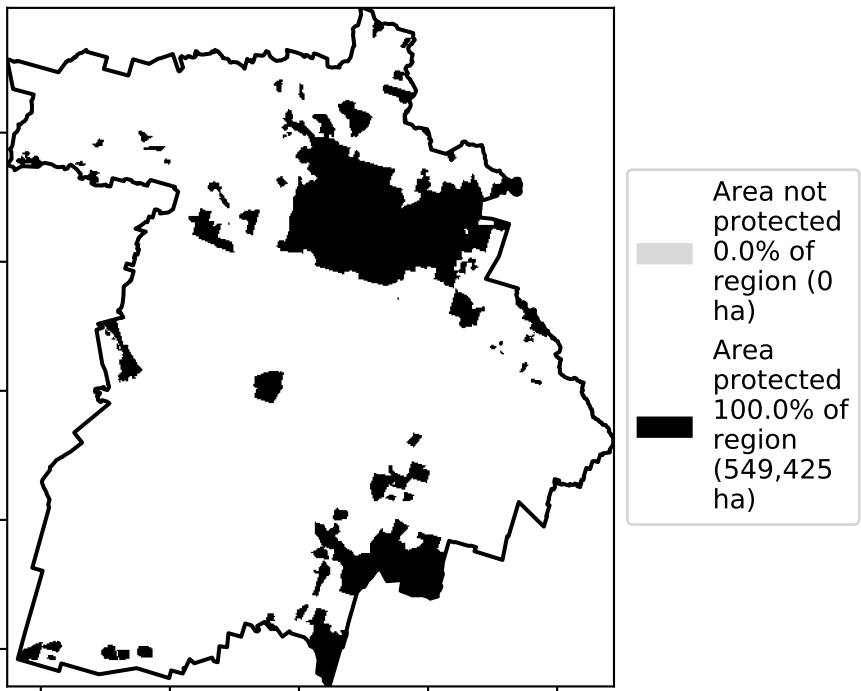 Area not
protected
0.0% of
region (0
ha)
Area
protected
100.0% of
region
(549,425
ha)